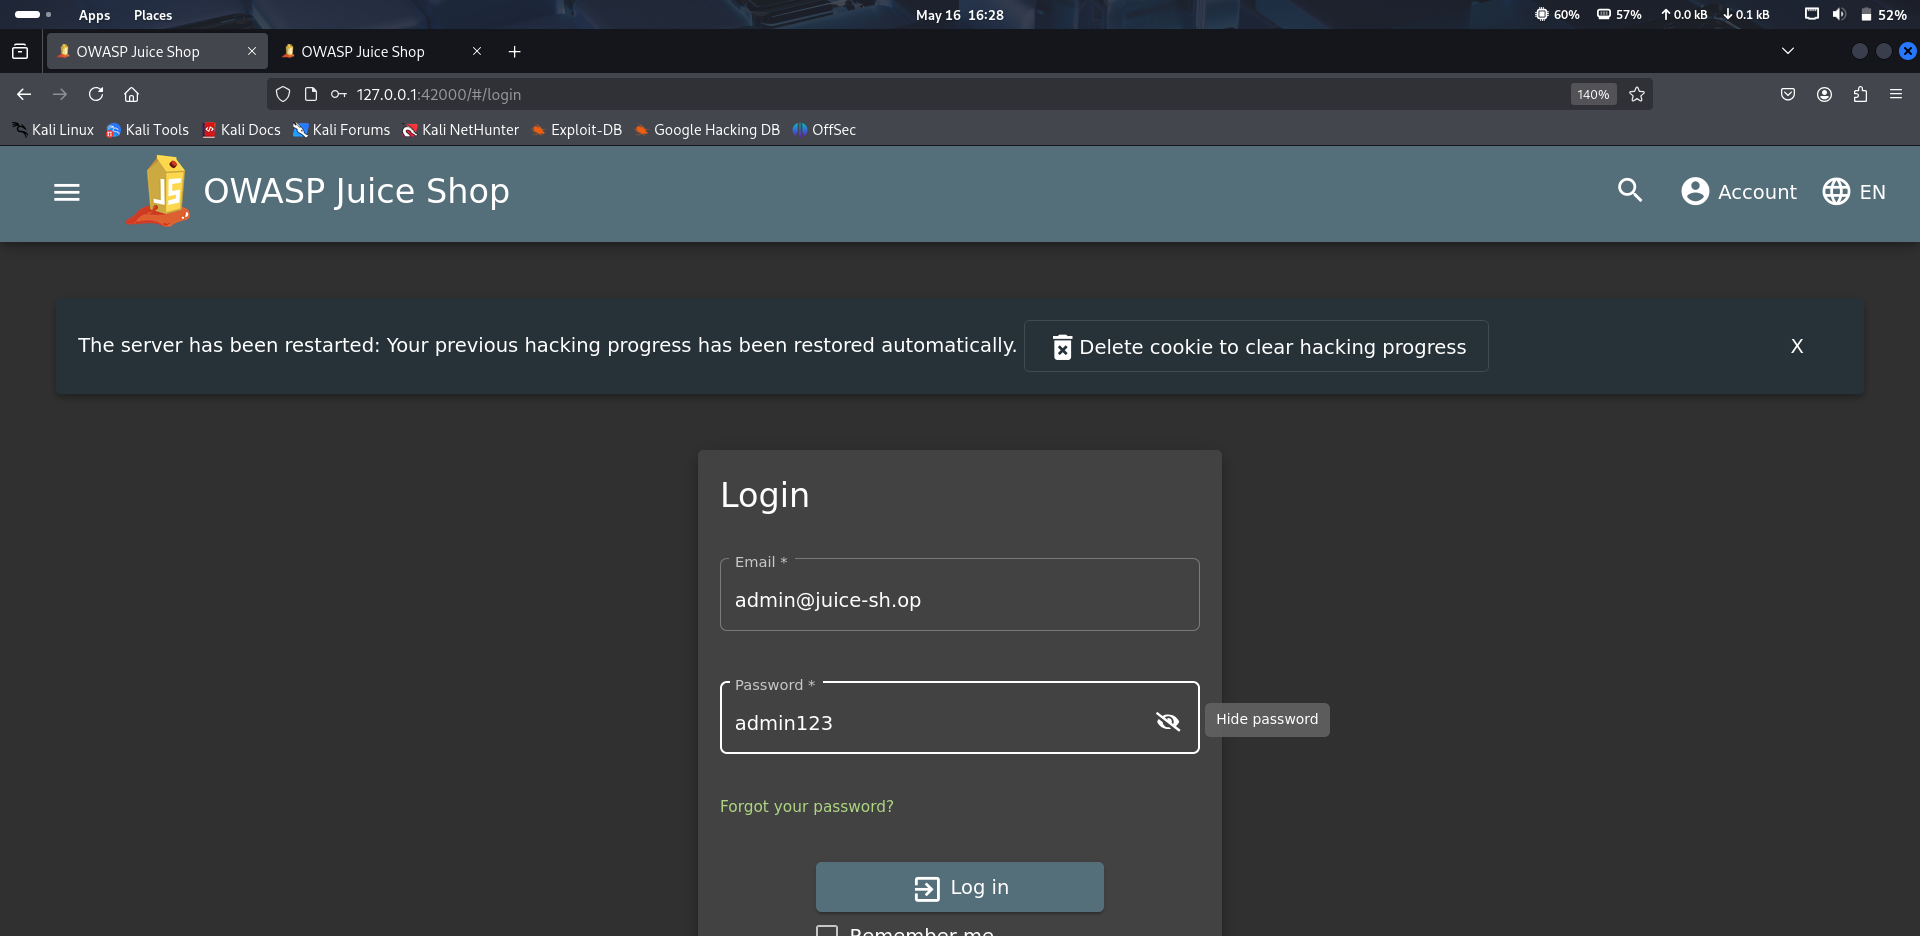 Apps Places May 16 16:28 60% 57% 0.0 kB 0.1 kB 52%
OWASP Juice Shop OWASP Juice Shop
127.0.0.1:42000/#/login 140%
Kali Linux Kali Tools Kali Docs Kali Forums Kali NetHunter Exploit-DB Google Hacking DB OffSec
JS OWASP Juice Shop Account EN
The server has been restarted: Your previous hacking progress has been restored automatically. Delete cookie to clear hacking progress X
Login
Email *
admin@juice-sh.op
Password *
admin123 Hide password
Forgot your password?
Log in
Remember me